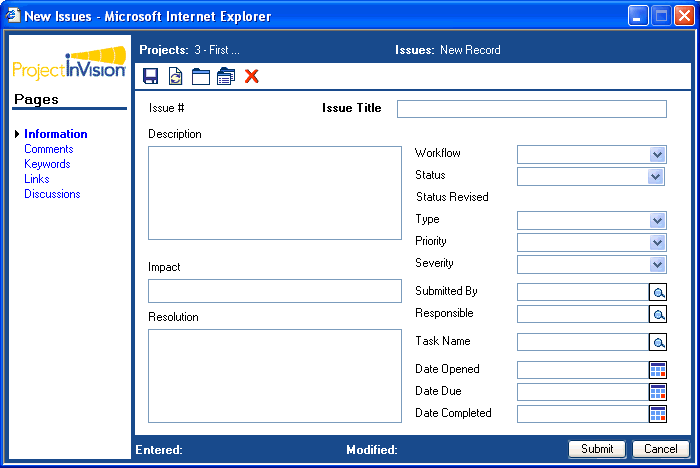 New Issues - Microsoft Internet Explorer
ProjectinVision
Pages
Information
Comments
Keywords
Links
Discussions
Projects: 3 - First ... Issues: New Record
Issue # Issue Title
Description
Workflow
Status
Status Revised
Type
Priority
Severity
Impact
Submitted By
Responsible
Resolution
Task Name
Date Opened
Date Due
Date Completed
Entered: Modified: Submit Cancel